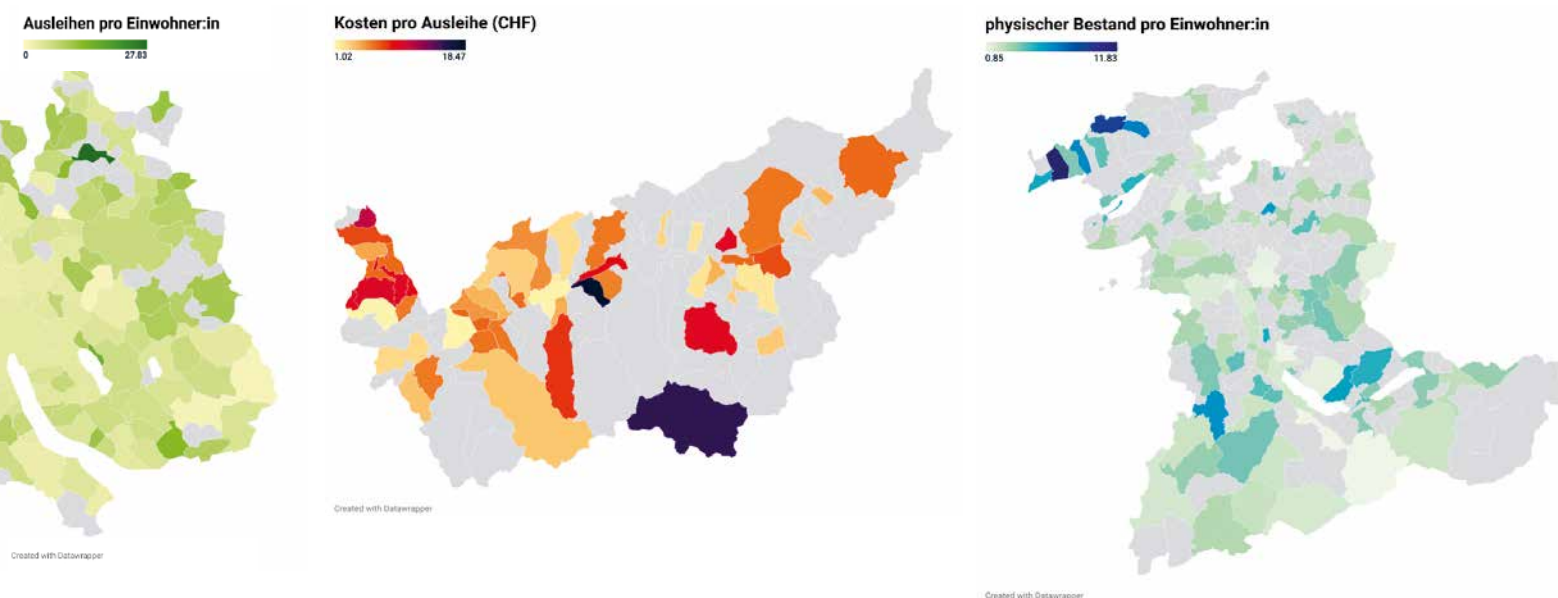 Ausleihen pro Einwohner:in
0 27.83
Created with Datawrapper
Kosten pro Ausleihe (CHF)
1.02 18.47
Created with Datawrapper
physischer Bestand pro Einwohner:in
0.85 11.83
Created with Datawrapper